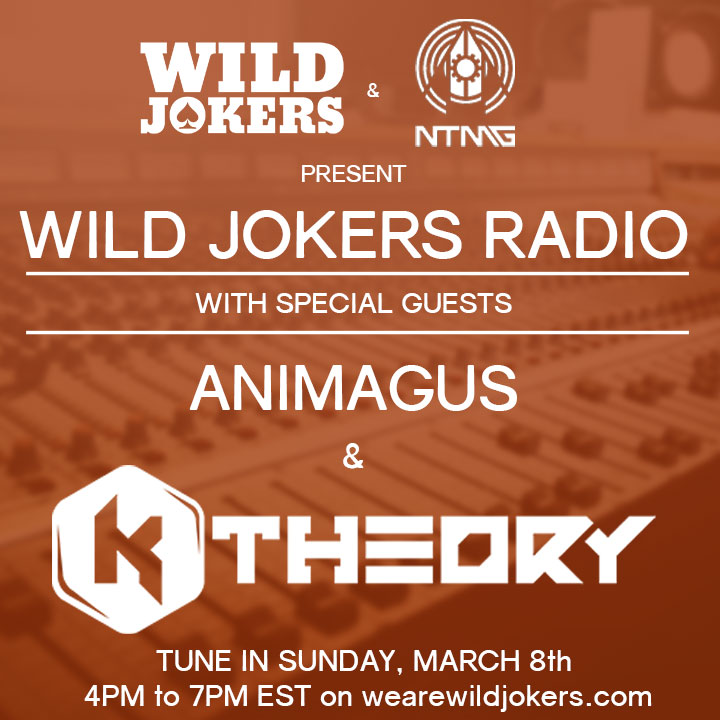 WILD
JOKERS
&
NTMG
PRESENT
WILD JOKERS RADIO
WITH SPECIAL GUESTS
ANIMAGUS
&
K THEORY
TUNE IN SUNDAY, MARCH 8th
4PM to 7PM EST on wearewildjokers.com